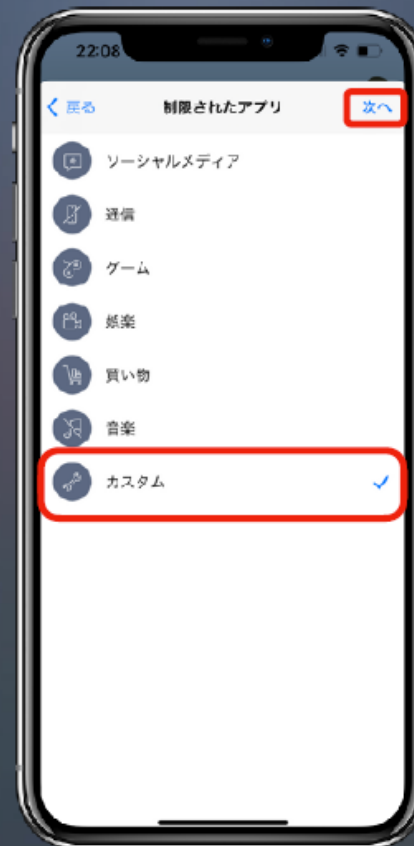 22:08
戻る 制限されたアプリ 次へ
ソーシャルメディア
通信
ゲーム
娯楽
買い物
音楽
カスタム